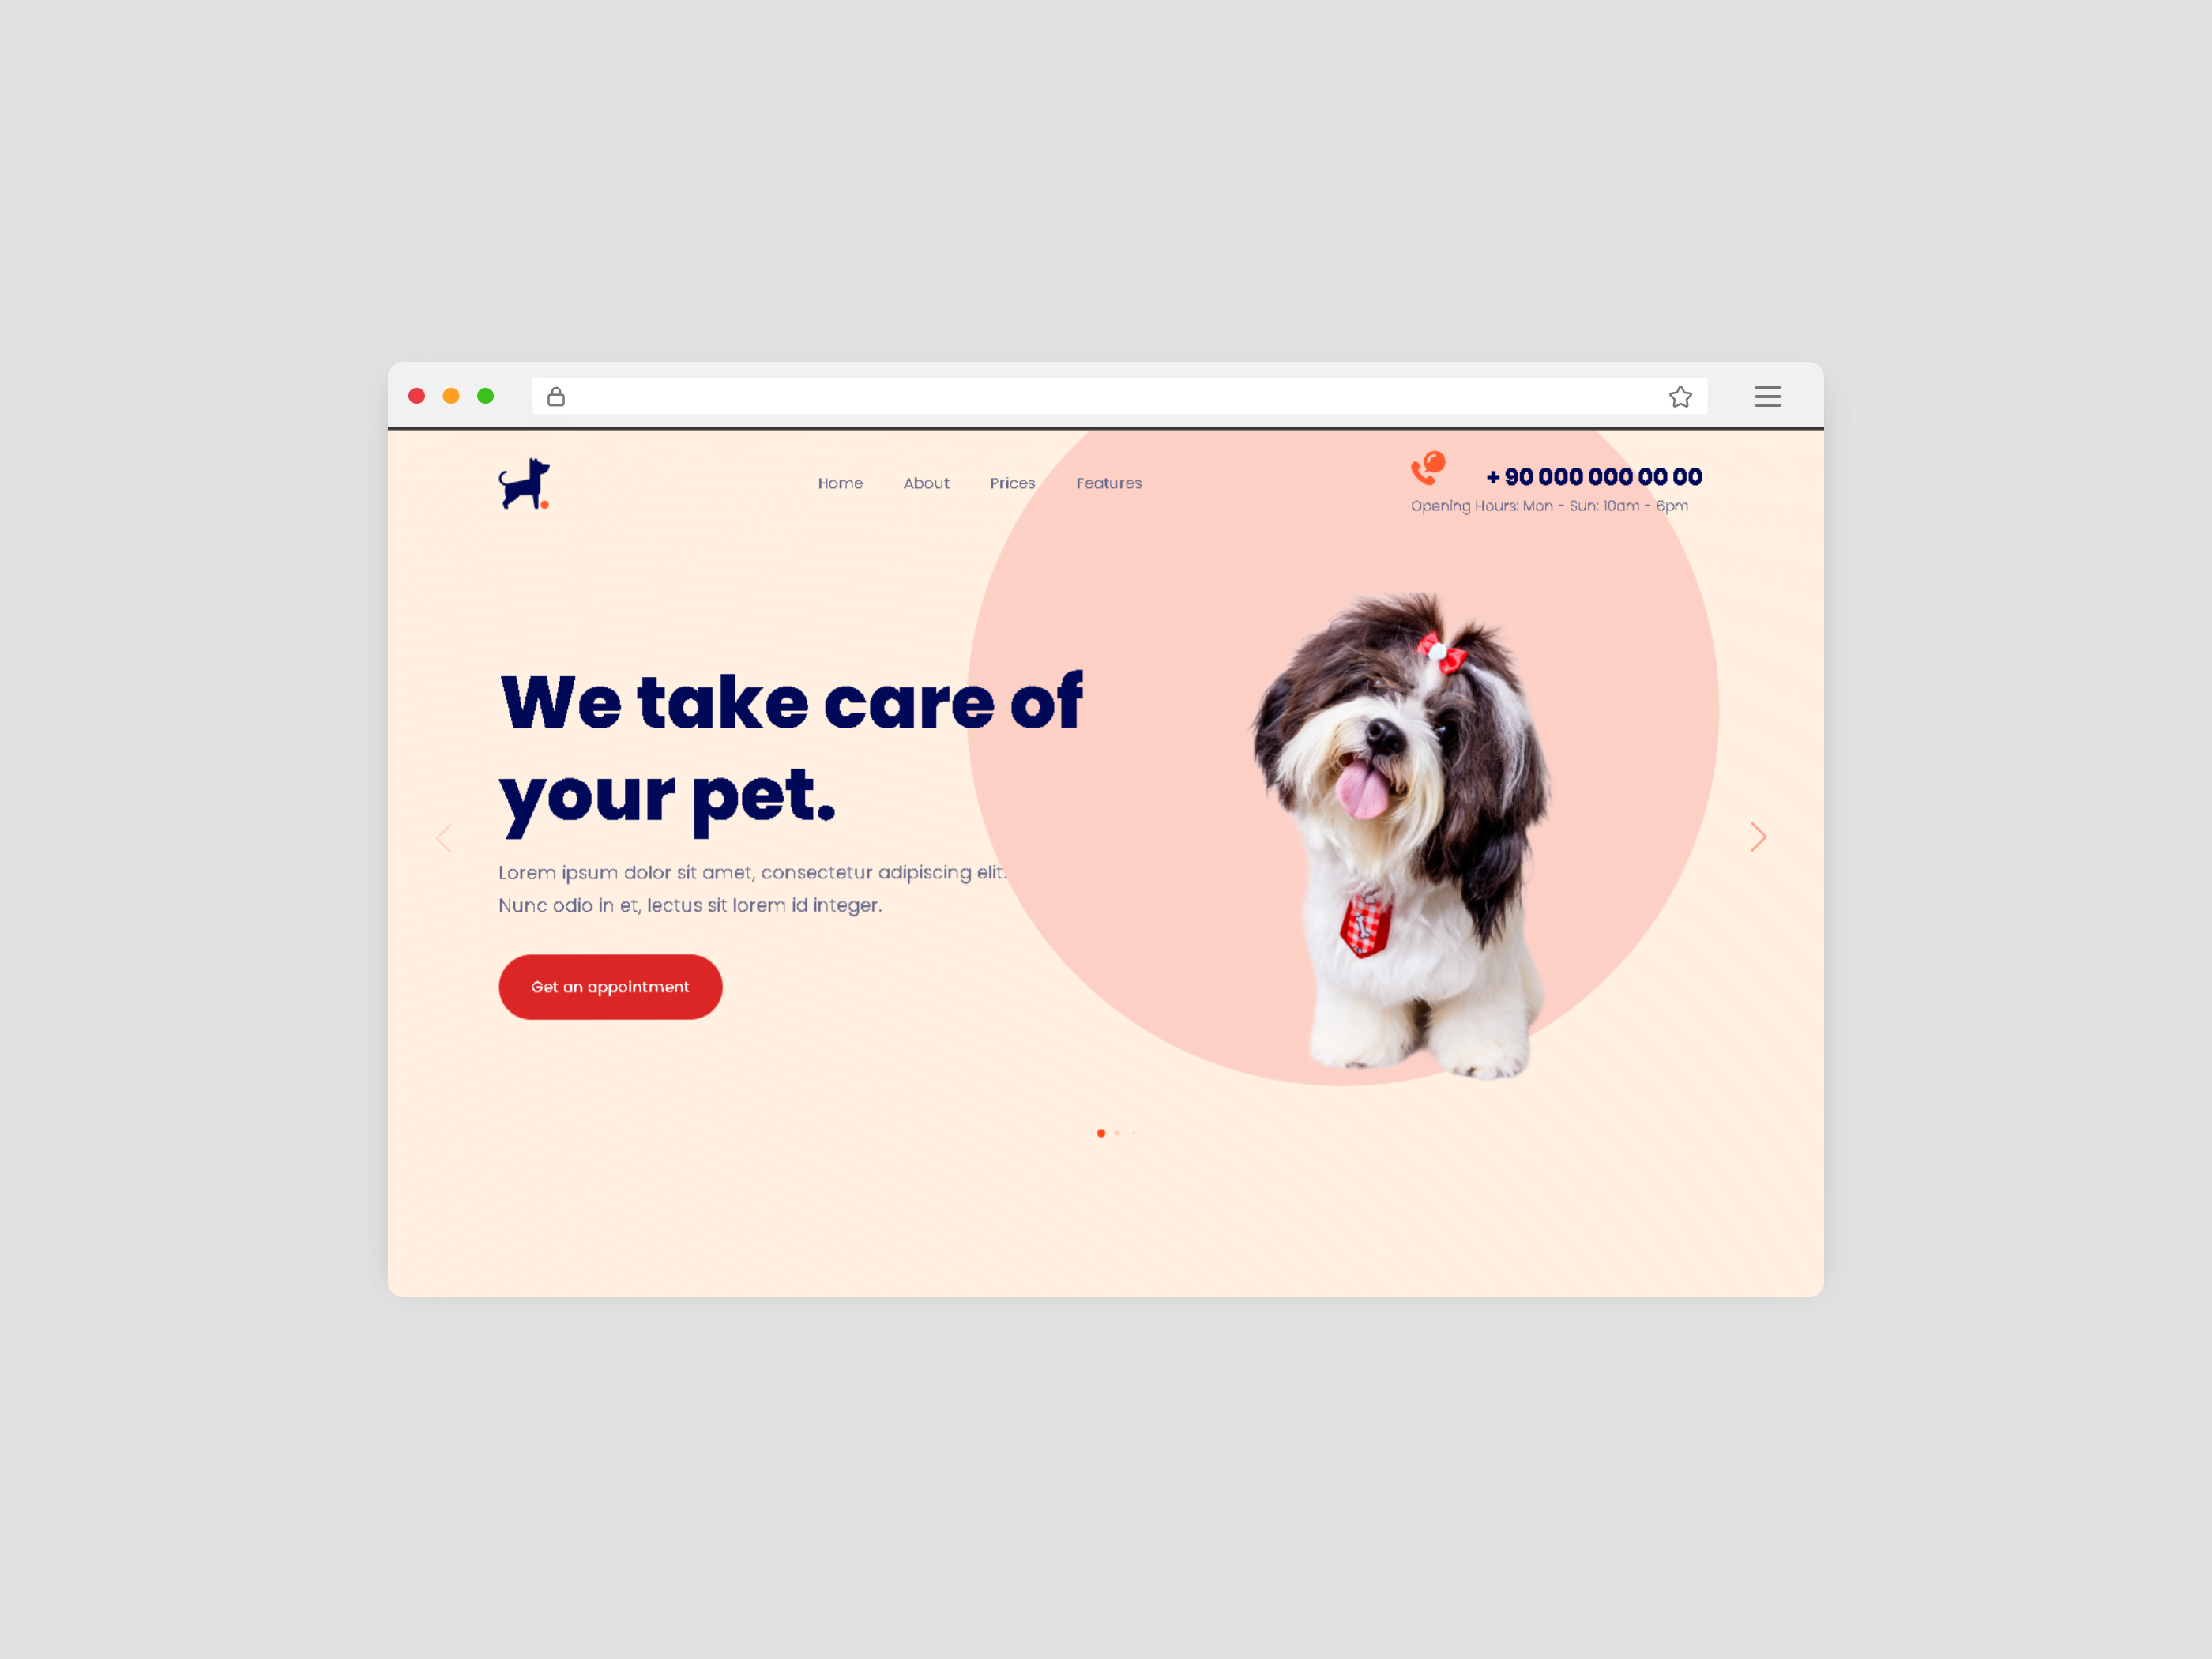 Home About Prices Features
+ 90 000 000 00 00
Opening Hours: Mon - Sun: 10am - 6pm
We take care of
your pet.
Lorem ipsum dolor sit amet, consectetur adipiscing elit.
Nunc odio in et, lectus sit lorem id integer.
Get an appointment